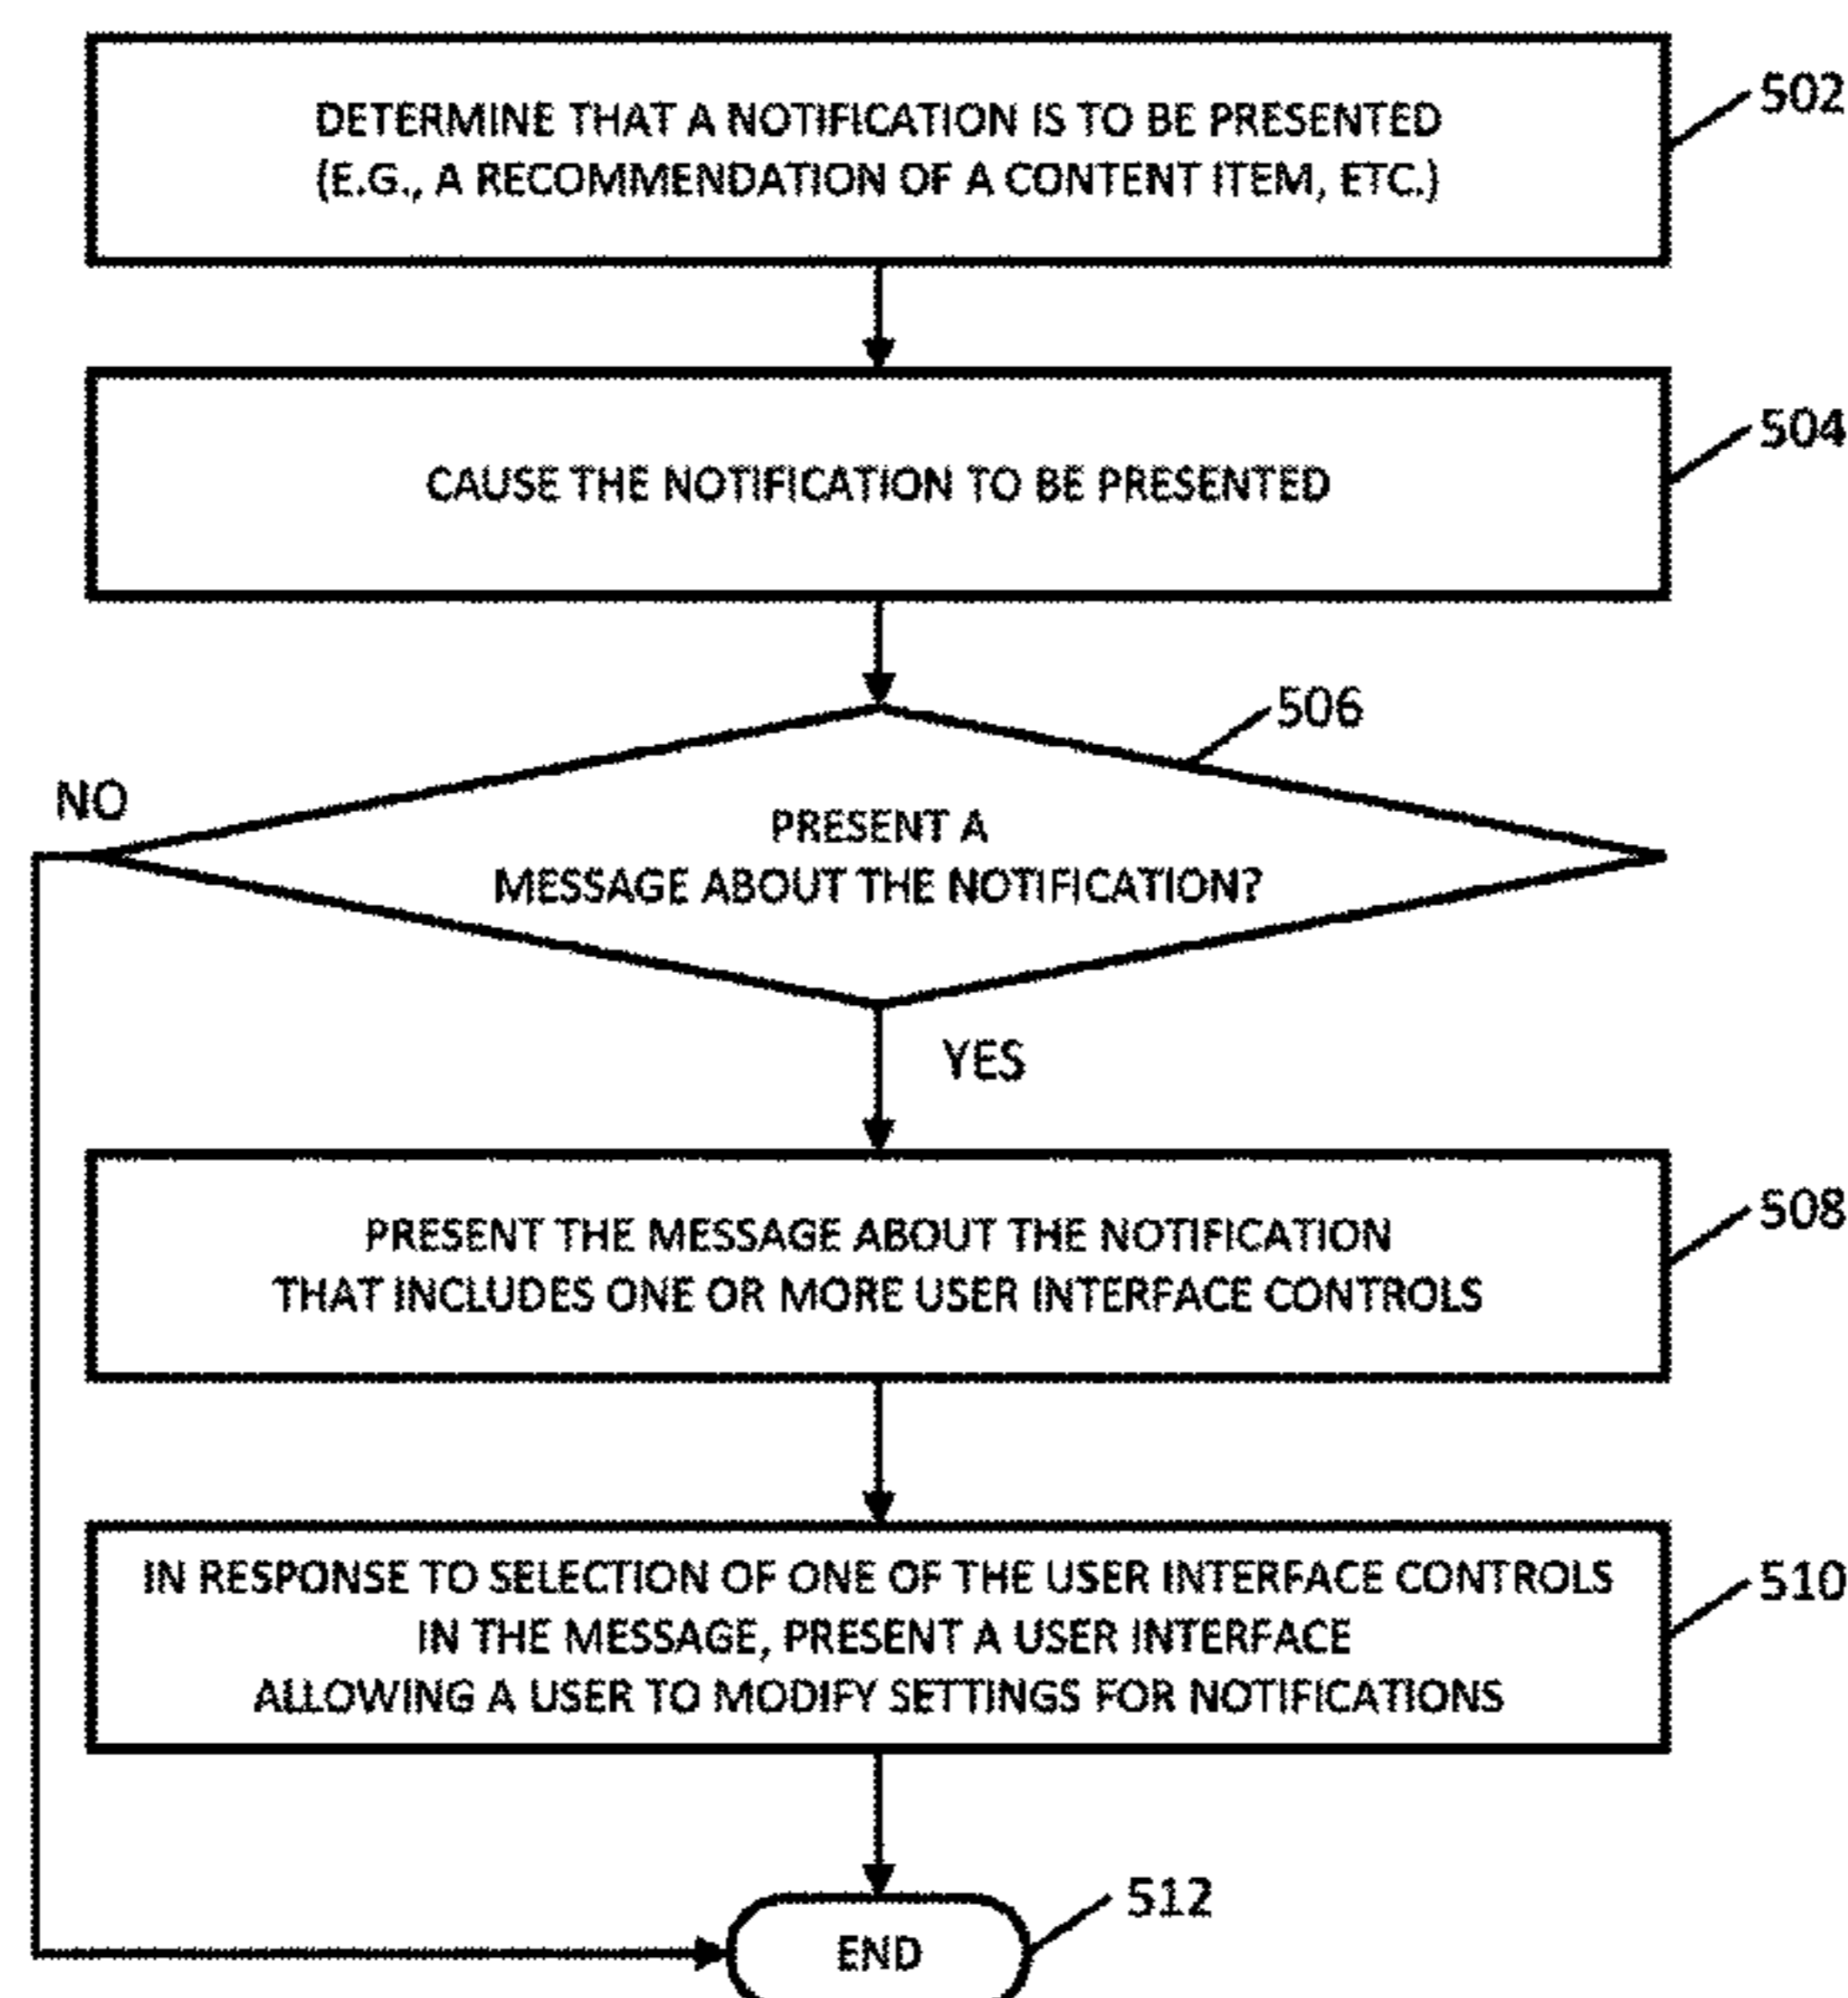 DETERMINE THAT A NOTIFICATION IS TO BE PRESENTED
(E.G., A RECOMMENDATION OF A CONTENT ITEM, ETC.)
502
CAUSE THE NOTIFICATION TO BE PRESENTED
504
506
NO
PRESENT A
MESSAGE ABOUT THE NOTIFICATION?
YES
PRESENT THE MESSAGE ABOUT THE NOTIFICATION
THAT INCLUDES ONE OR MORE USER INTERFACE CONTROLS
508
IN RESPONSE TO SELECTION OF ONE OF THE USER INTERFACE CONTROLS
IN THE MESSAGE, PRESENT A USER INTERFACE
ALLOWING A USER TO MODIFY SETTINGS FOR NOTIFICATIONS
510
512
END